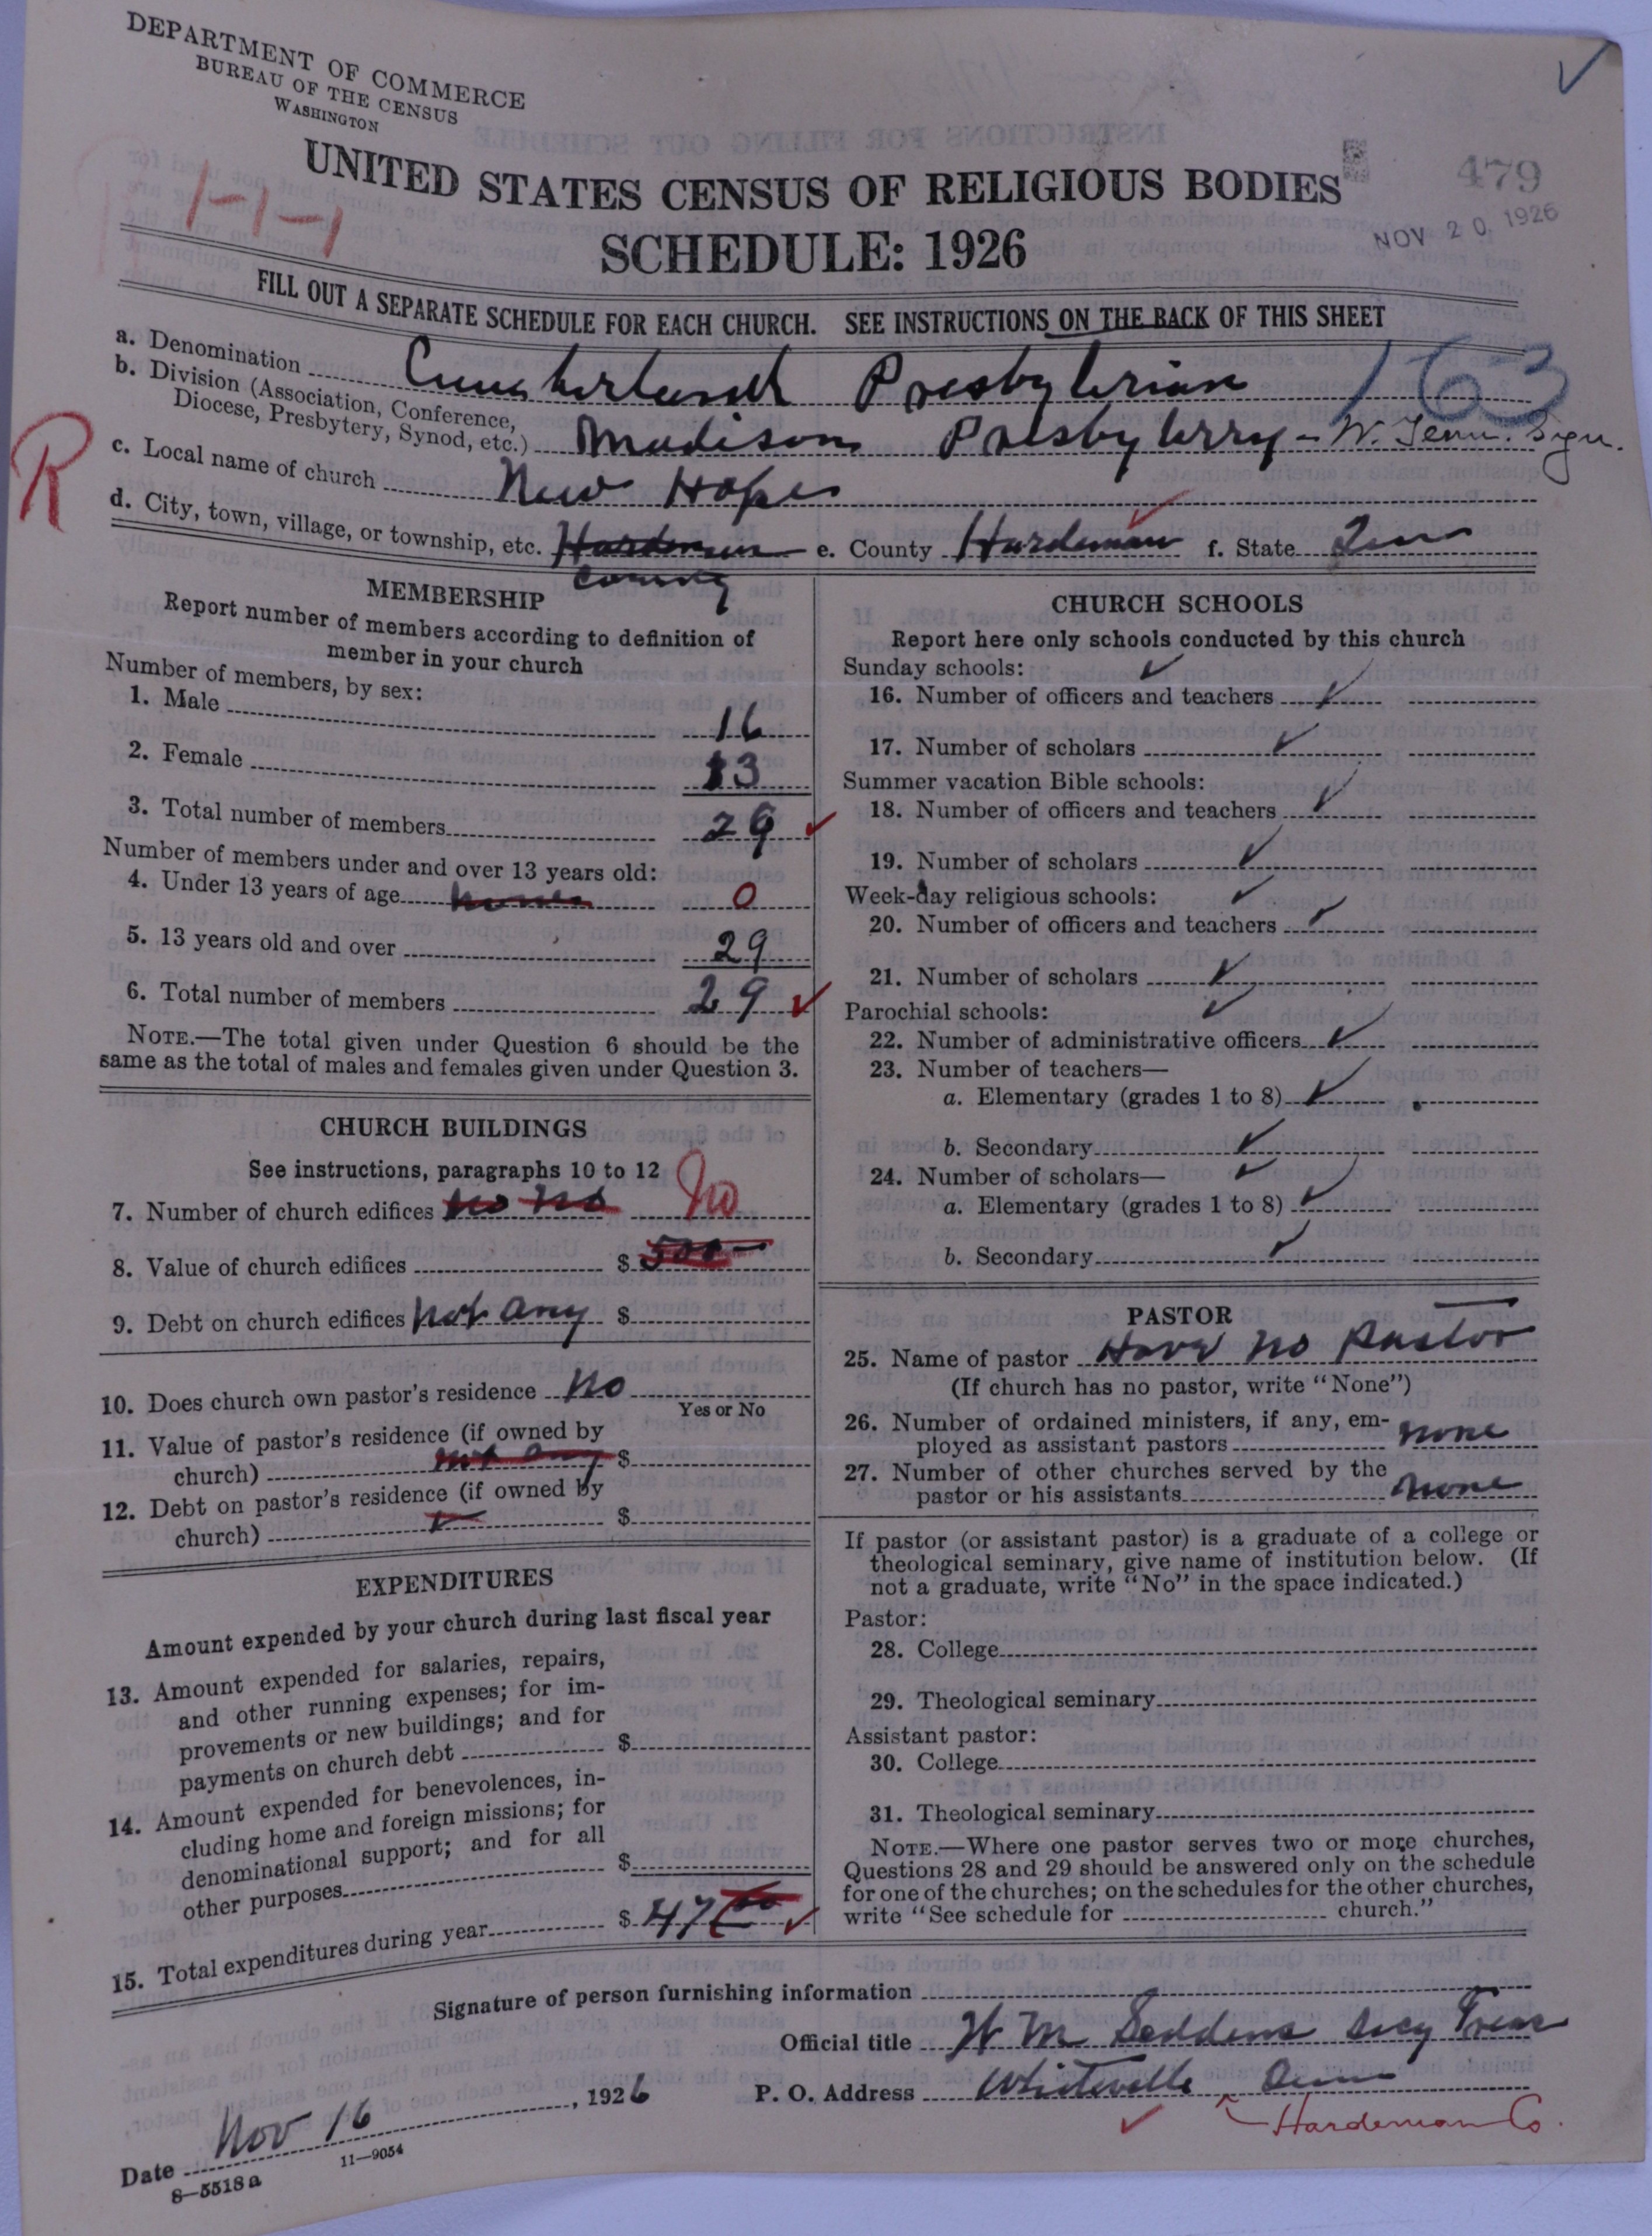 DEPARTMENT OF COMMERCE
BUREAU OF THE CENSUS
WASHINGTON
UNITED STATES CENSUS OF RELIGIOUS BODIES
SCHEDULE: 1926
1-1-1
479
NOV 20 1926
FILL OUT A SEPARATE SCHEDULE FOR EACH CHURCH. SEE INSTRUCTIONS ON THE BACK OF THIS SHEET
a. Denomination Cumberland Presbyterian 163
b. Division (Association, Conference,
Diocese, Presbytery, Synod, etc.) Madison Presbyterry - W. Tenn. Syn.
R
c. Local name of church New Hope
d. City, town, village, or township, etc. Hardeman County e. County Hardeman f. State Tenn
MEMBERSHIP
Report number of members according to definition of
member in your church
Number of members, by sex:
1. Male 16
2. Female 13
3. Total number of members 29
Number of members under and over 13 years old:
4. Under 13 years of age 0
5. 13 years old and over 29
6. Total number of members 29
NOTE.—The total given under Question 6 should be the
same as the total of males and females given under Question 3.
CHURCH BUILDINGS
See instructions, paragraphs 10 to 12
7. Number of church edifices no no no
8. Value of church edifices $ 500-
9. Debt on church edifices not any $
10. Does church own pastor's residence no
Yes or No
11. Value of pastor's residence (if owned by
church) not any $
12. Debt on pastor's residence (if owned by
church) $
EXPENDITURES
Amount expended by your church during last fiscal year
13. Amount expended for salaries, repairs,
and other running expenses; for im-
provements or new buildings; and for
payments on church debt $
14. Amount expended for benevolences, in-
cluding home and foreign missions; for
denominational support; and for all
other purposes $
15. Total expenditures during year $ 47 00
CHURCH SCHOOLS
Report here only schools conducted by this church
Sunday schools:
16. Number of officers and teachers
17. Number of scholars
Summer vacation Bible schools:
18. Number of officers and teachers
19. Number of scholars
Week-day religious schools:
20. Number of officers and teachers
21. Number of scholars
Parochial schools:
22. Number of administrative officers
23. Number of teachers—
a. Elementary (grades 1 to 8)
b. Secondary
24. Number of scholars—
a. Elementary (grades 1 to 8)
b. Secondary
PASTOR
25. Name of pastor Have no Pastor
(If church has no pastor, write "None")
26. Number of ordained ministers, if any, em-
ployed as assistant pastors none
27. Number of other churches served by the
pastor or his assistants none
If pastor (or assistant pastor) is a graduate of a college or
theological seminary, give name of institution below. (If
not a graduate, write "No" in the space indicated.)
Pastor:
28. College
29. Theological seminary
Assistant pastor:
30. College
31. Theological seminary
NOTE.—Where one pastor serves two or more churches,
Questions 28 and 29 should be answered only on the schedule
for one of the churches; on the schedules for the other churches,
write "See schedule for church."
Signature of person furnishing information
Official title W M Seddens Secy Treas
P. O. Address Whiteville Tenn
Hardeman Co.
Date Nov 16, 1926
8—5518a 11—9054